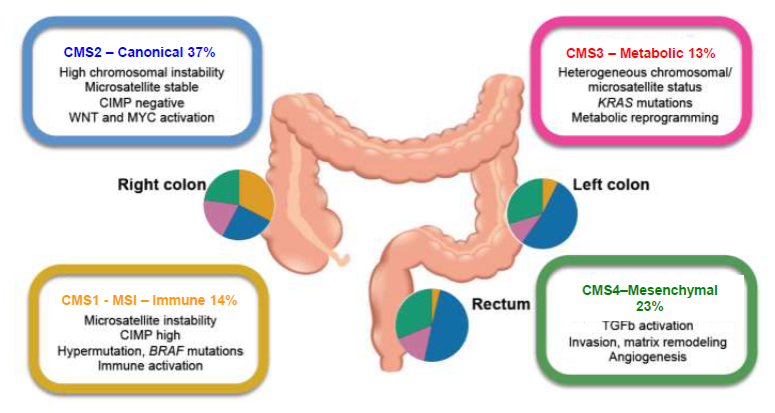 CMS2 – Canonical 37%
High chromosomal instability
Microsatellite stable
CIMP negative
WNT and MYC activation
CMS3 – Metabolic 13%
Heterogeneous chromosomal/
microsatellite status
KRAS mutations
Metabolic reprogramming
Right colon
Left colon
CMS1 - MSI – Immune 14%
Microsatellite instability
CIMP high
Hypermutation, BRAF mutations
Immune activation
Rectum
CMS4–Mesenchymal
23%
TGFb activation
Invasion, matrix remodeling
Angiogenesis